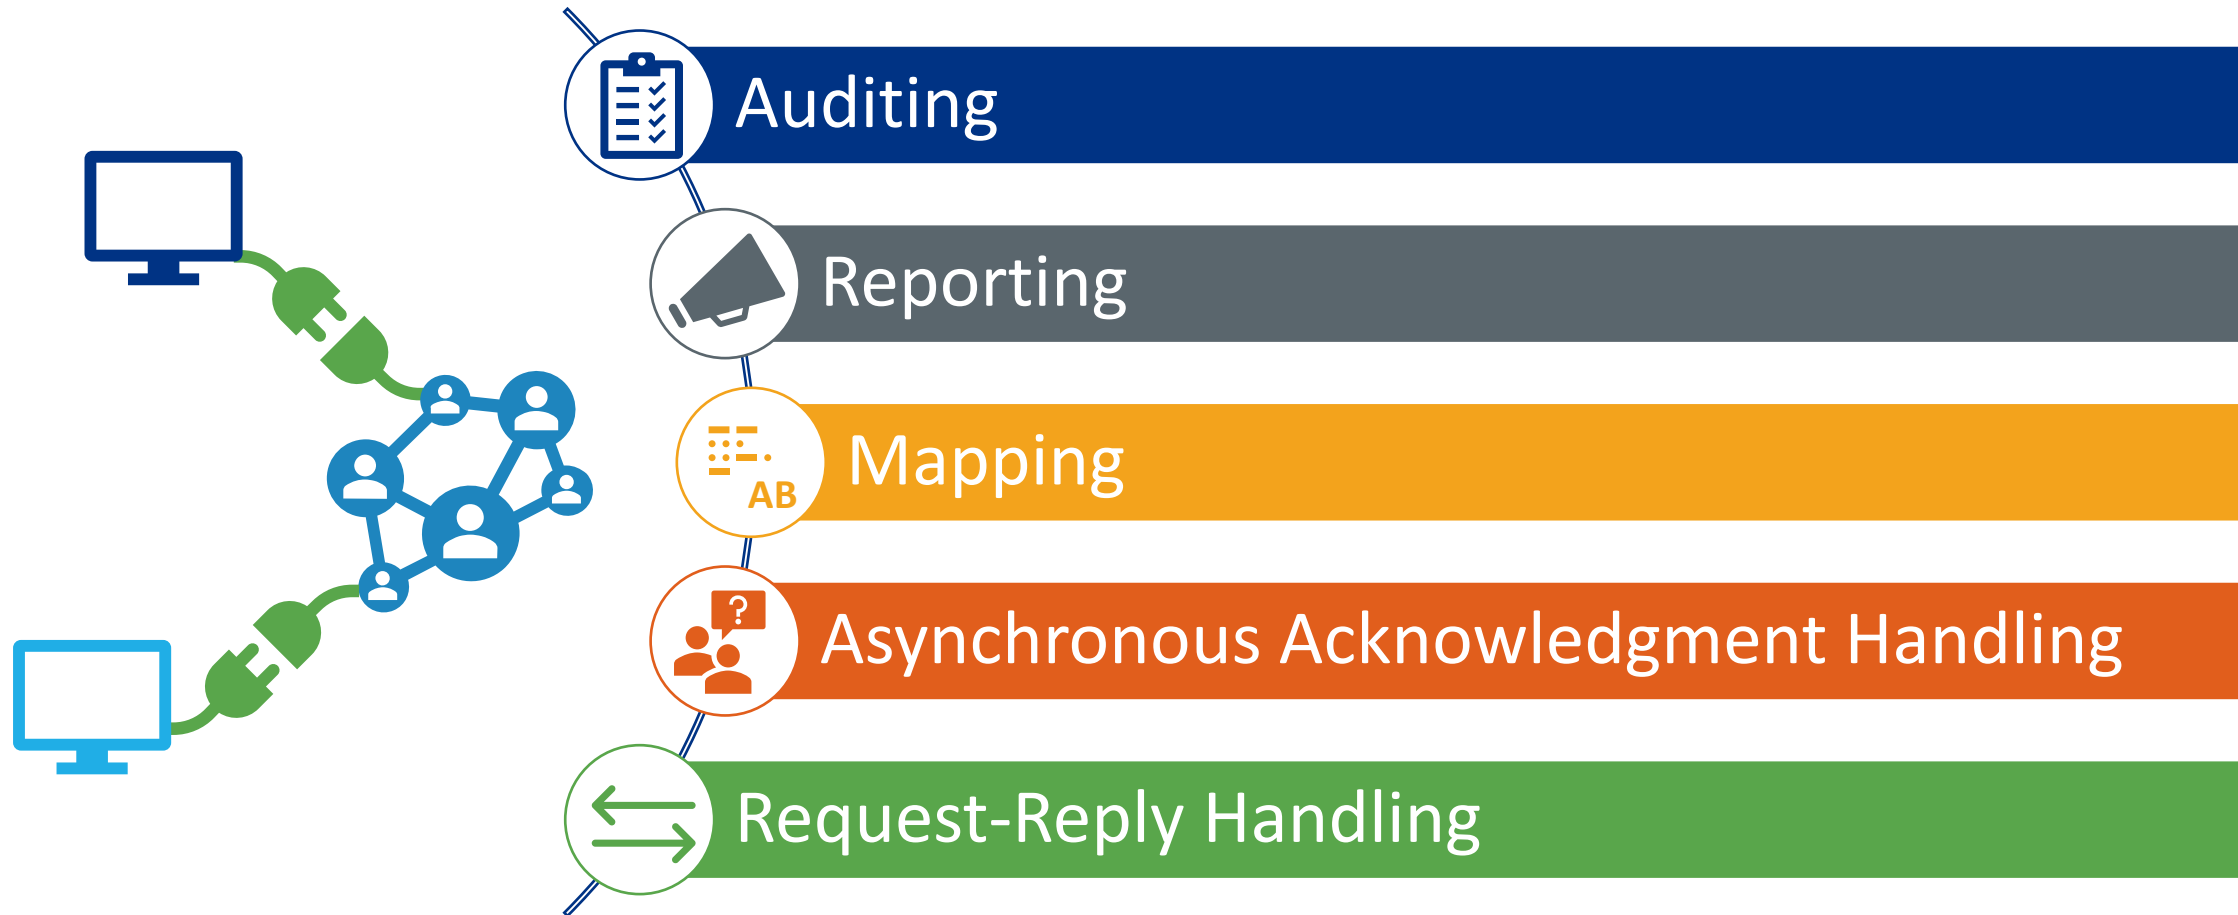 Auditing
Reporting
AB
Mapping
?
Asynchronous Acknowledgment Handling
Request-Reply Handling